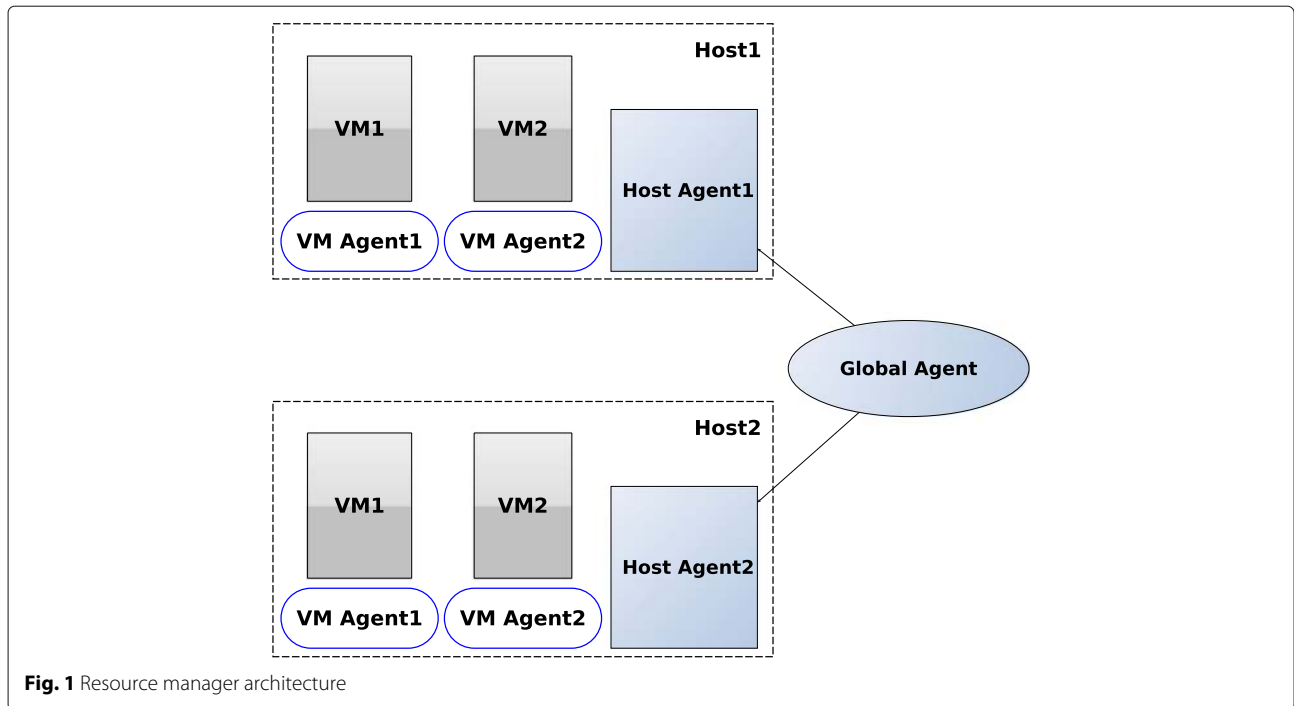 Host1
VM1
VM2
Host Agent1
VM Agent1
VM Agent2
Global Agent
Host2
VM1
VM2
Host Agent2
VM Agent1
VM Agent2
Fig. 1 Resource manager architecture